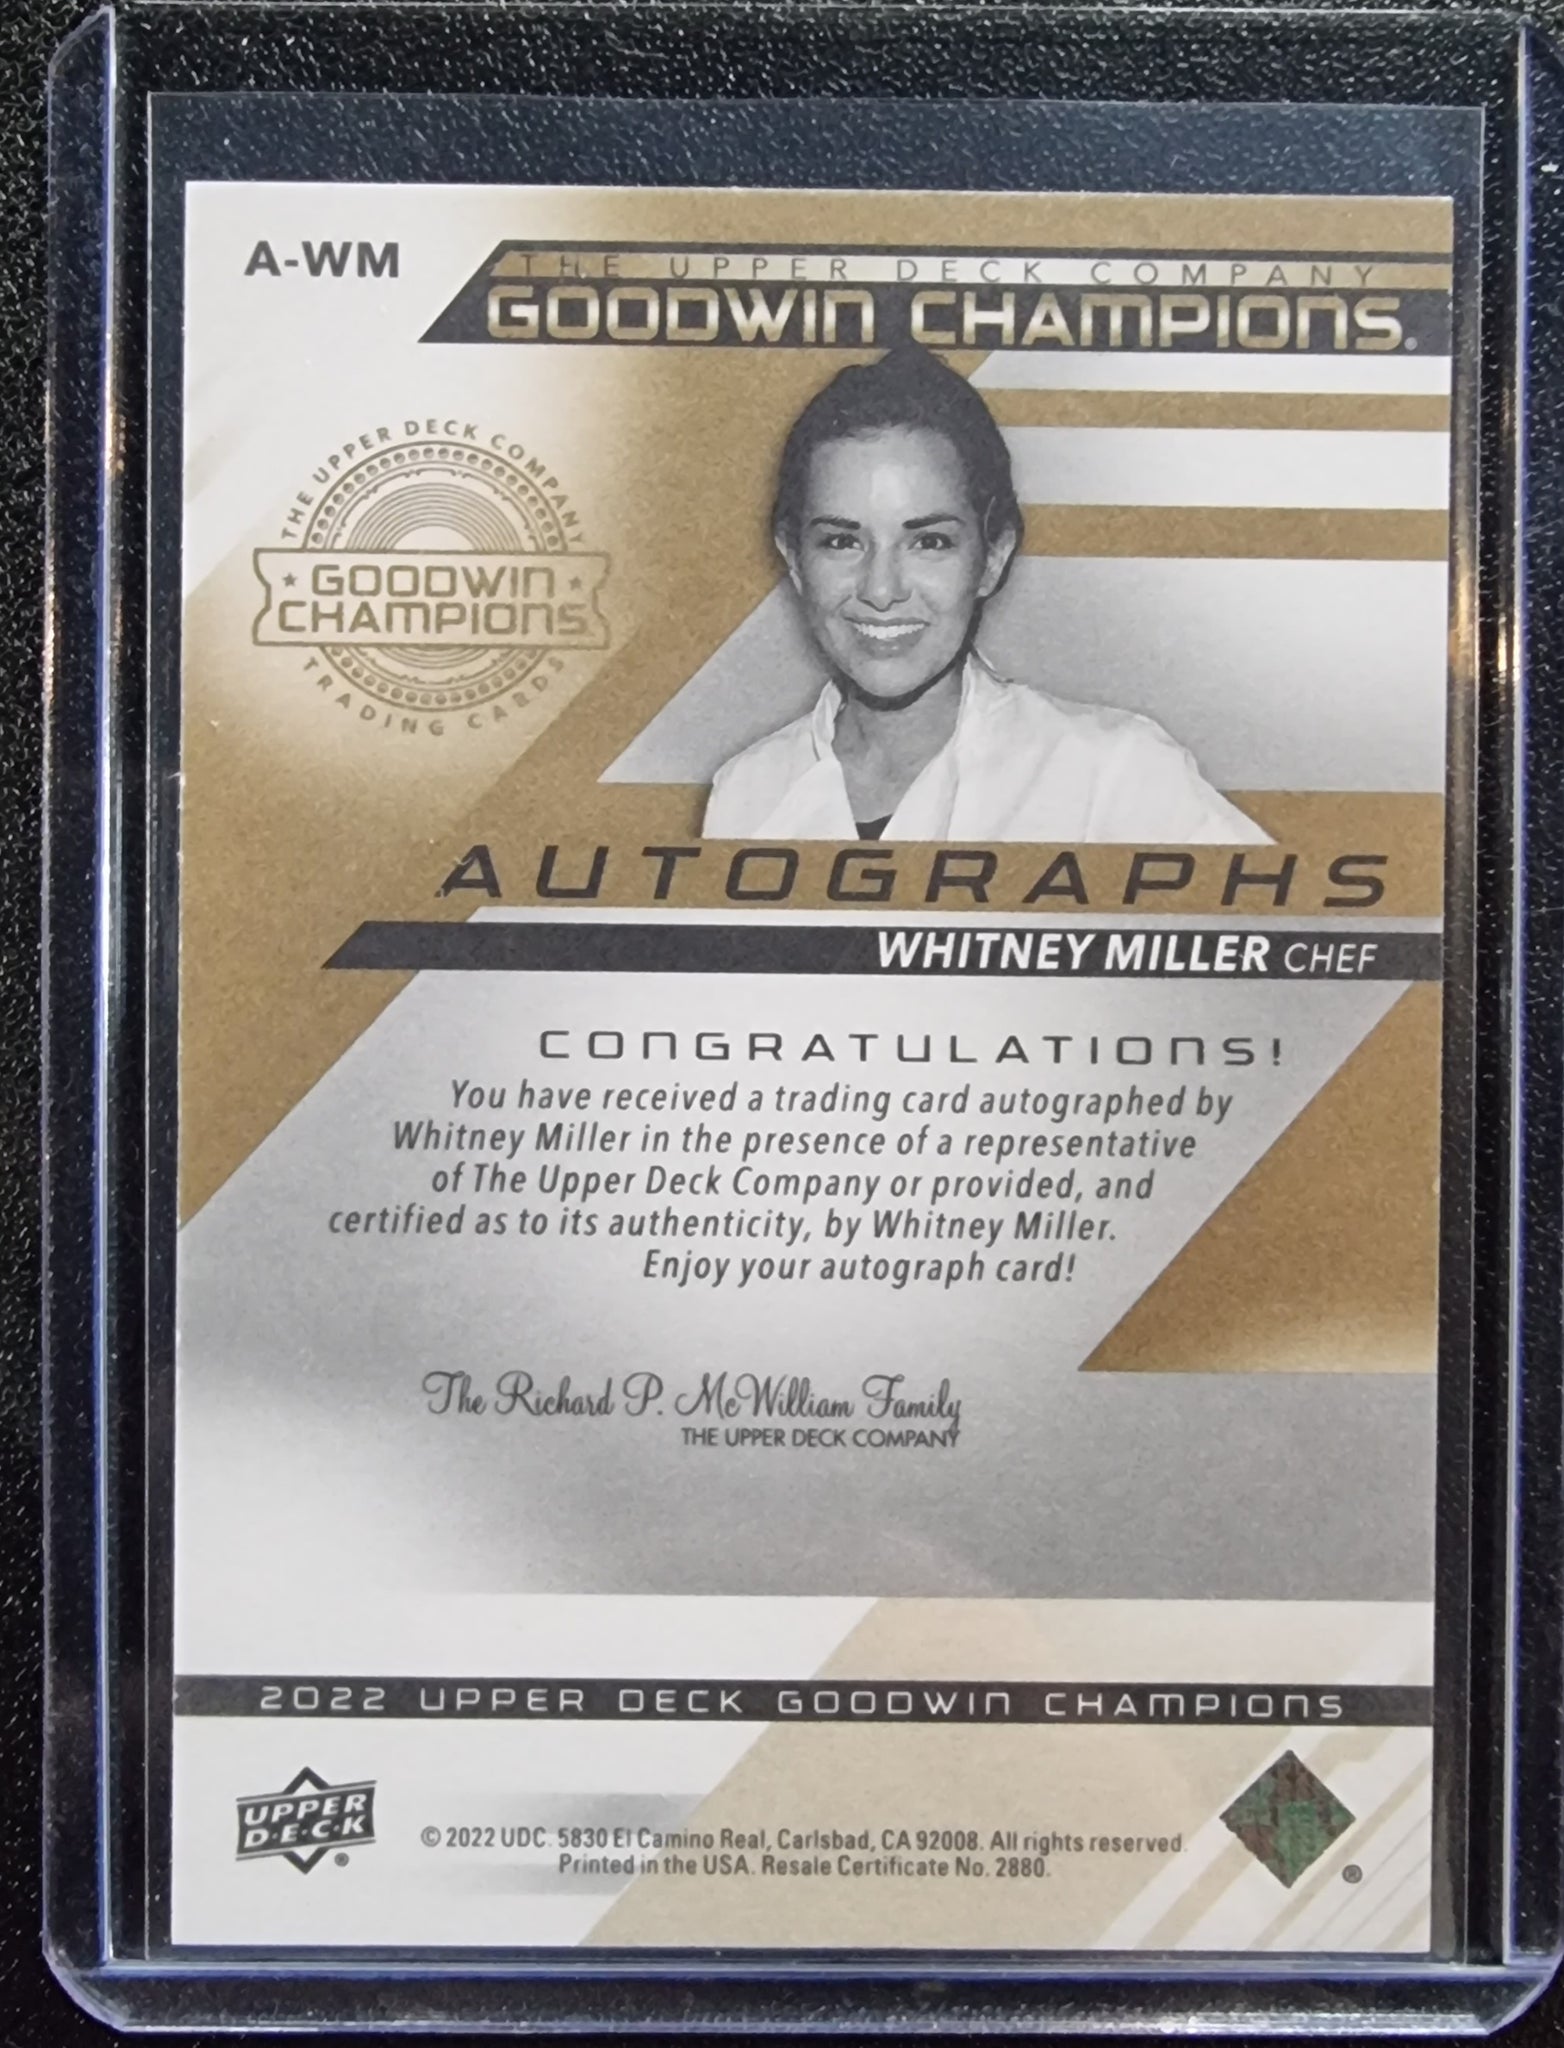 A-WM
THE UPPER DECK COMPANY
GOODWIN CHAMPIONS®
THE UPPER DECK COMPANY
GOODWIN
CHAMPIONS
TRADING CARDS
AUTOGRAPHS
WHITNEY MILLER CHEF
CONGRATULATIONS!
You have received a trading card autographed by
Whitney Miller in the presence of a representative
of The Upper Deck Company or provided, and
certified as to its authenticity, by Whitney Miller.
Enjoy your autograph card!
The Richard P. McWilliam Family
THE UPPER DECK COMPANY
2022 UPPER DECK GOODWIN CHAMPIONS
UPPER
D·E·C·K
®
© 2022 UDC. 5830 El Camino Real, Carlsbad, CA 92008. All rights reserved.
Printed in the USA. Resale Certificate No. 2880.
®